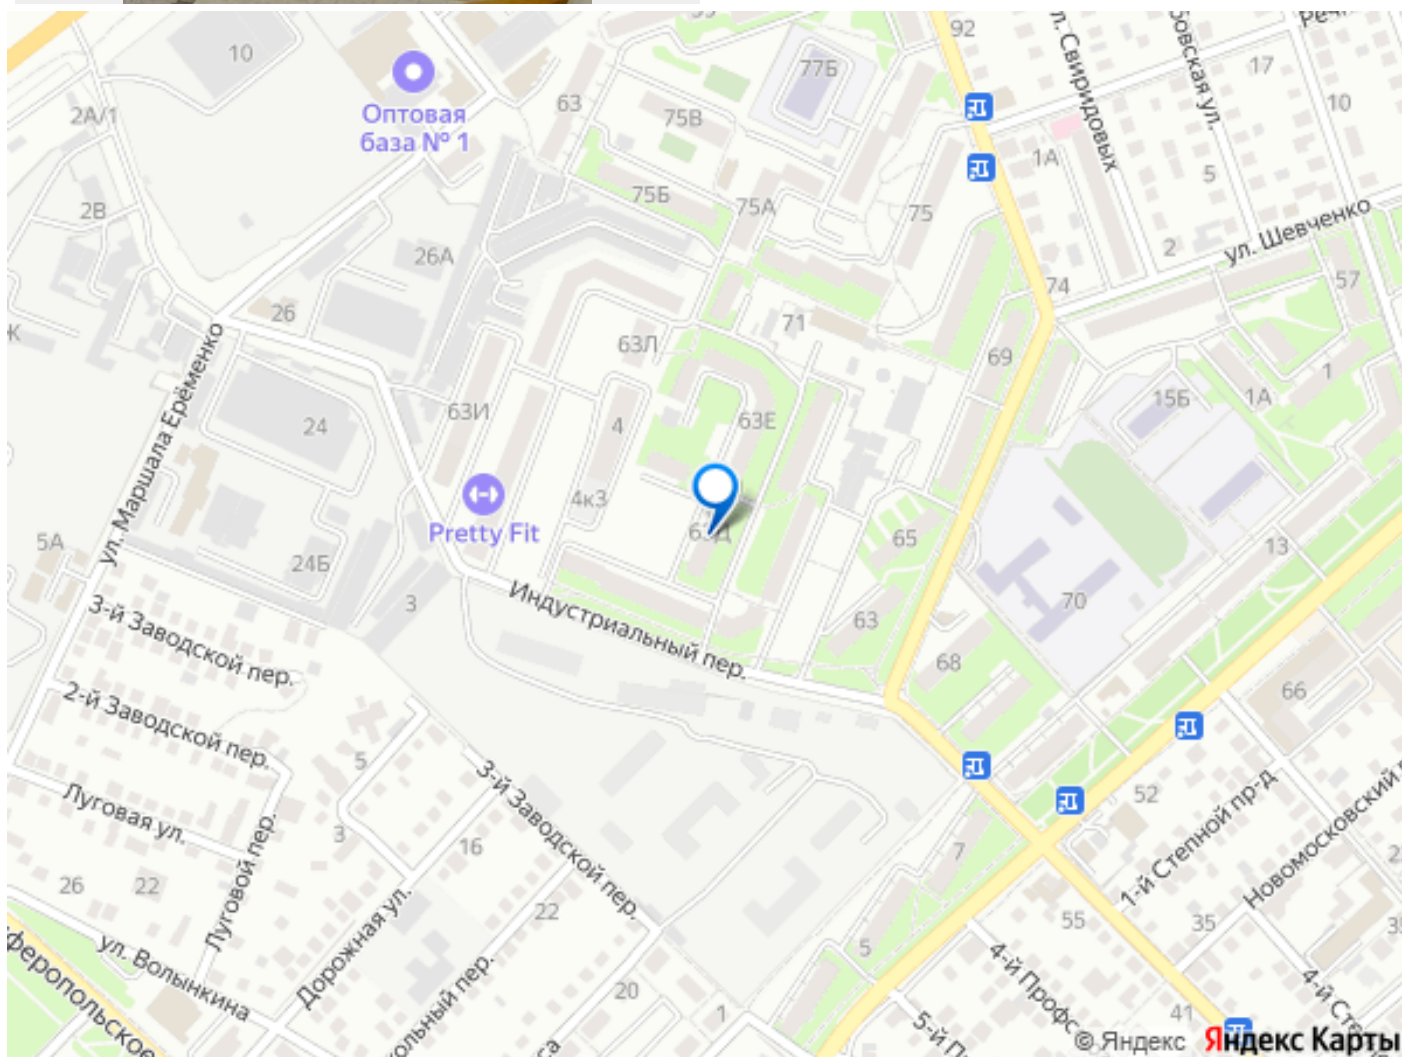 92
10
77Б
17
Оптовая
база № 1
63
75В
10
2А/1
ул. Свиридовых
1А
5
75Б
75А
75
2В
ул. Шевченко
2
26А
57
74
26
71
63Л
69
ул. Маршала Ерёменко
1
15Б
1А
63И
4
63Е
24
4к3
Pretty Fit
63Д
65
5А
13
24Б
3
Индустриальный пер.
70
3-й Заводской пер.
63
68
2-й Заводской пер.
66
5
3-й Заводской пер.
52
Луговая ул.
3
16
7
1-й Степной пр-д
Новомосковский
26
22
Луговой пер.
22
55
35
ул. Волынкина
Дорожная ул.
5
20
1
41
5-й П
© Яндекс
Яндекс Карты